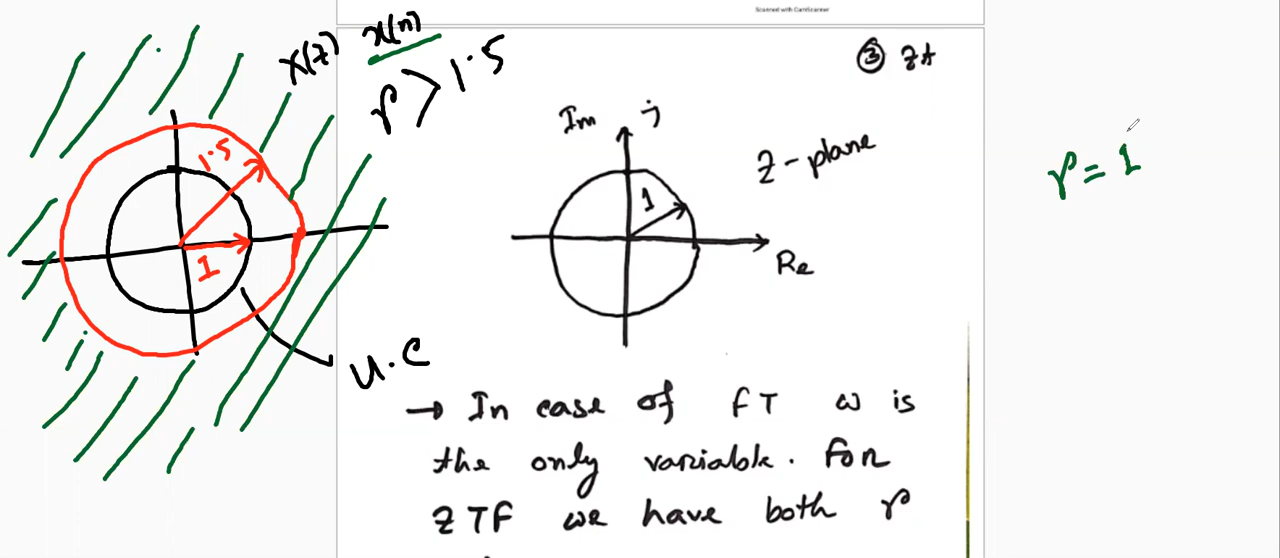 Scanned with CamScanner
X(z) x(n)
r > 1.5
③ ZA
Im j
Z-plane
1
Re
r = 1
1.5
1
U.C
→ In case of FT ω is
the only variable. For
ZTF we have both r